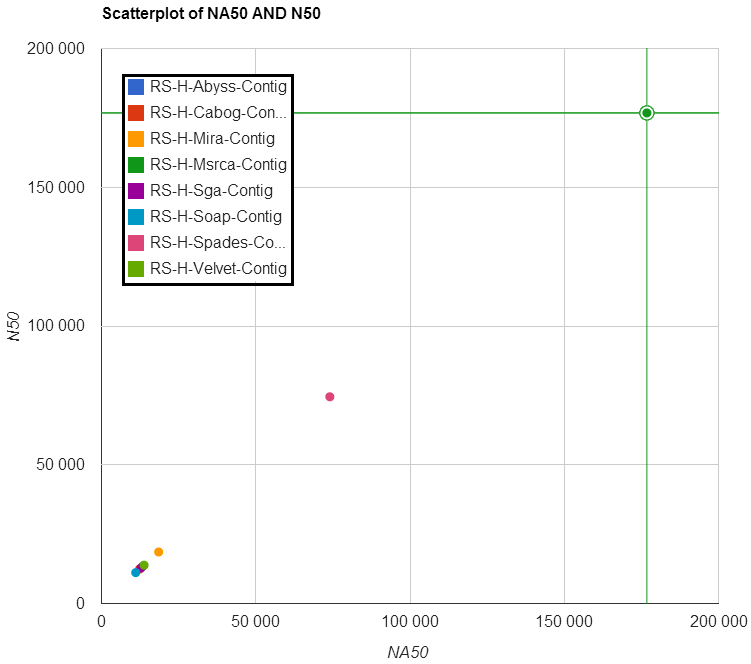 Scatterplot of NA50 AND N50
200 000
RS-H-Abyss-Contig
RS-H-Cabog-Con...
RS-H-Mira-Contig
RS-H-Msrca-Contig
150 000
RS-H-Sga-Contig
RS-H-Soap-Contig
RS-H-Spades-Co...
RS-H-Velvet-Contig
N50
100 000
50 000
0
0
50 000
100 000
150 000
200 000
NA50